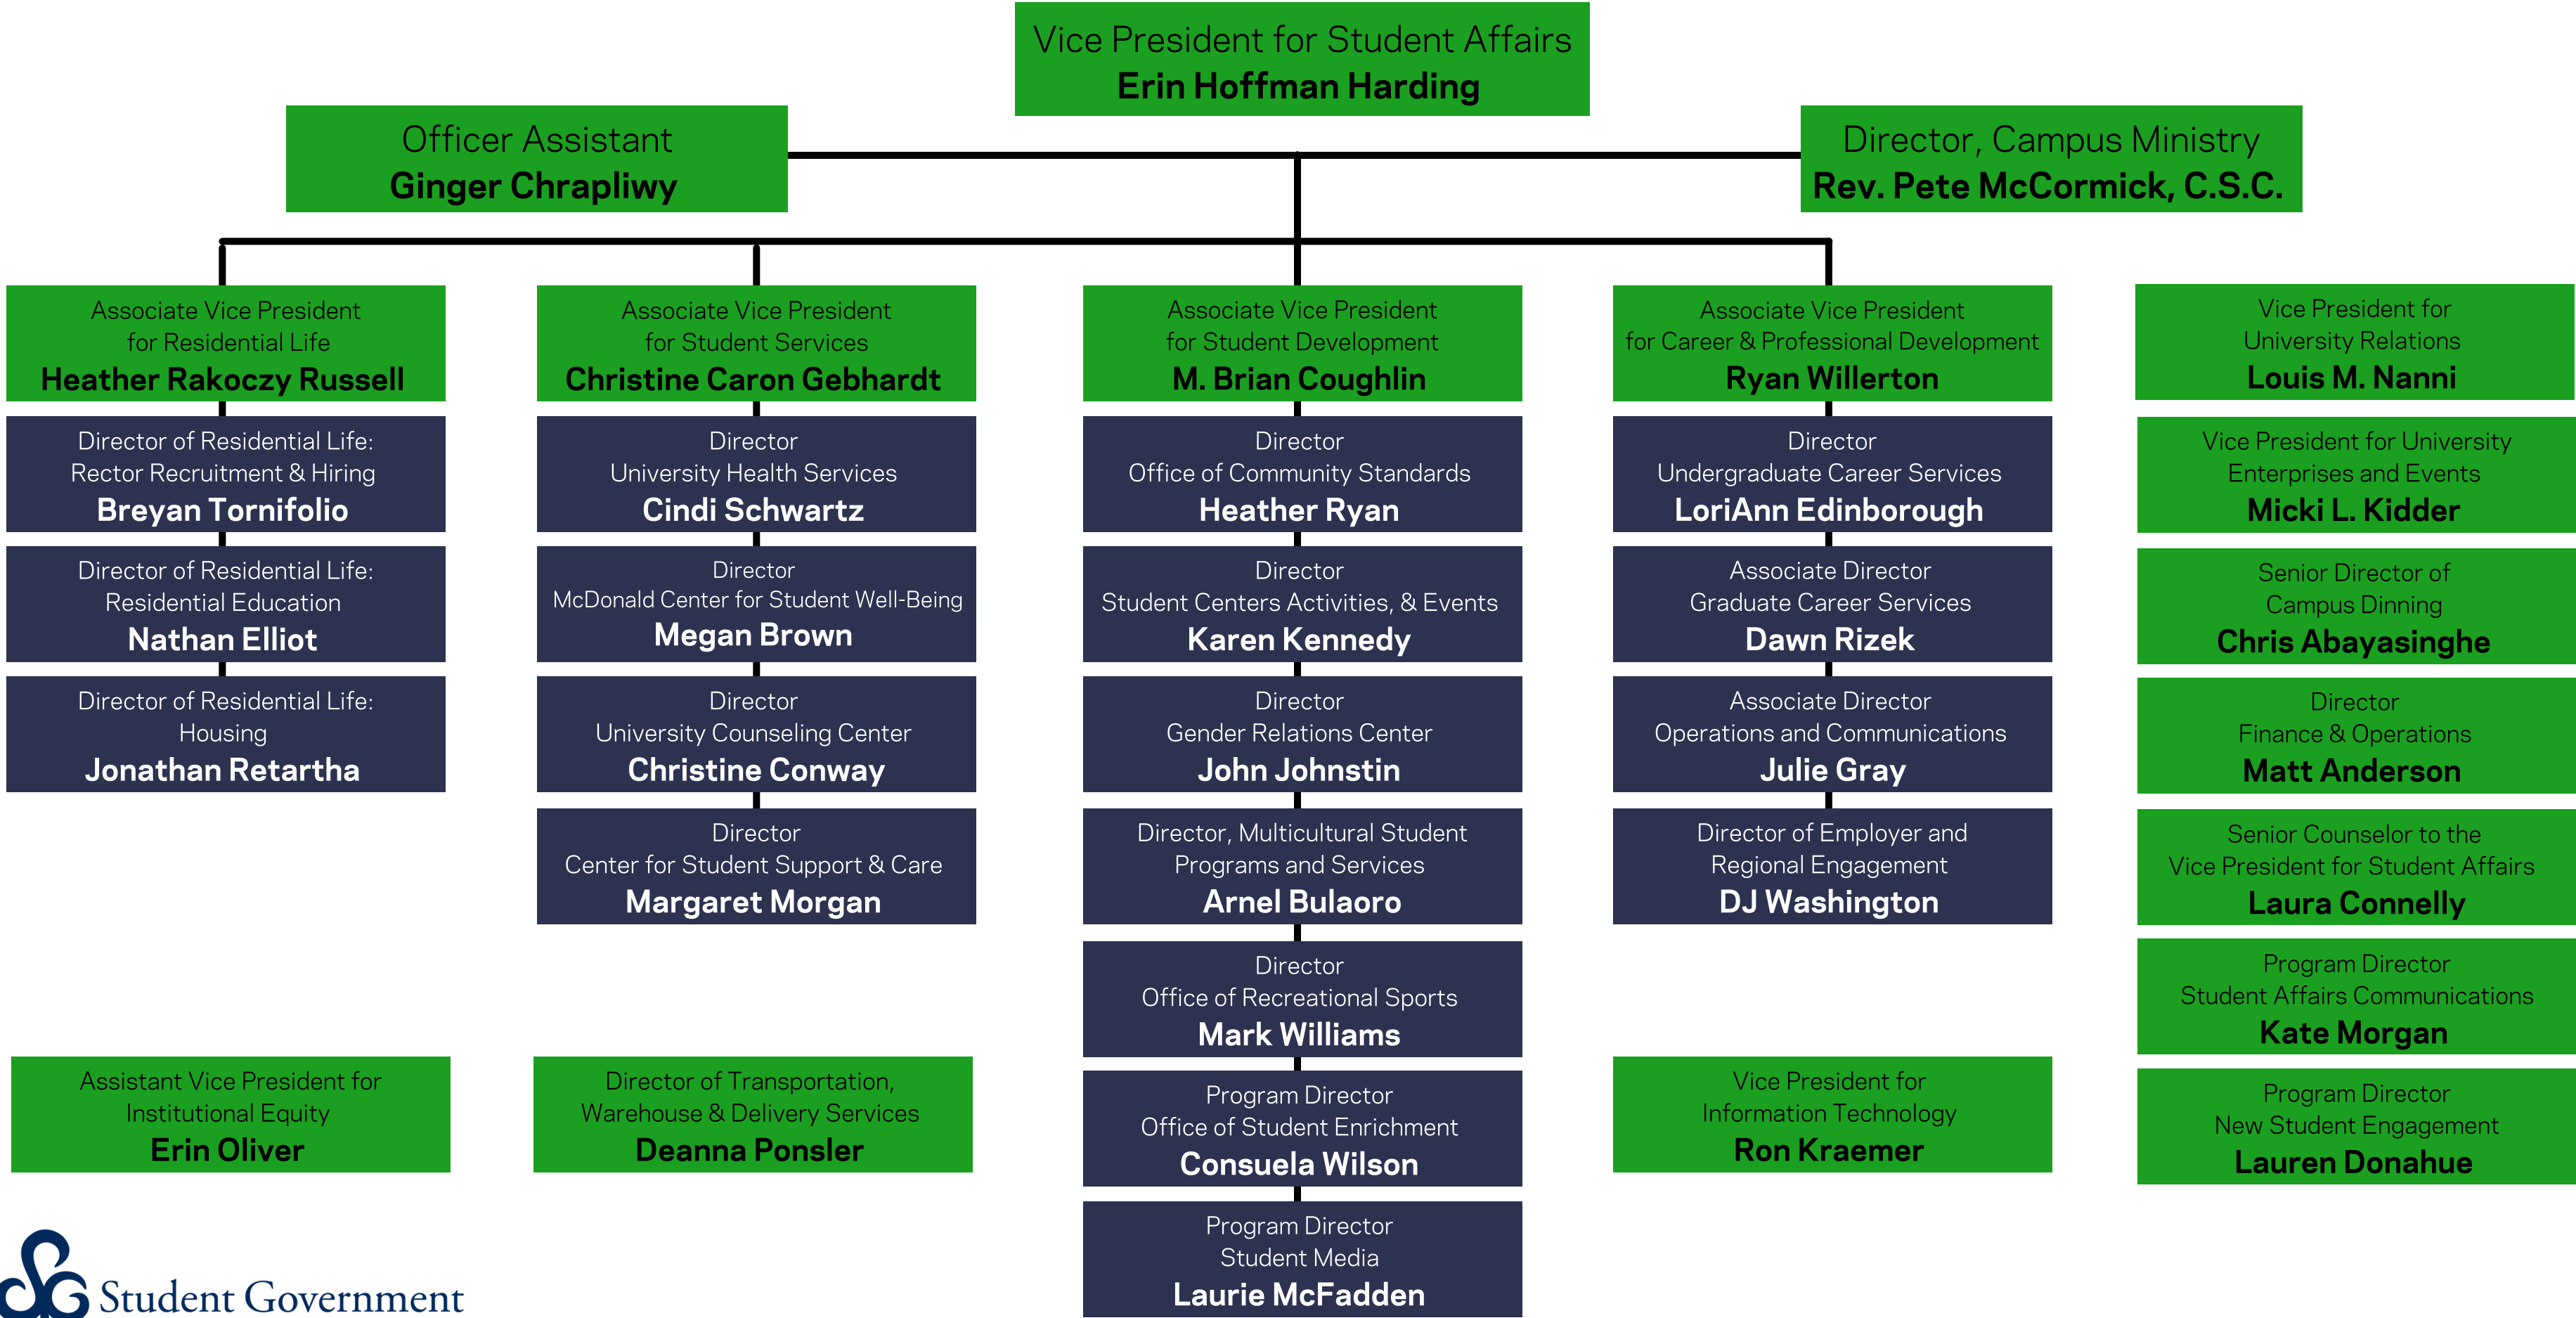 Vice President for Student Affairs
Erin Hoffman Harding
Officer Assistant
Ginger Chrapliwy
Director, Campus Ministry
Rev. Pete McCormick, C.S.C.
Associate Vice President
for Residential Life
Heather Rakoczy Russell
Director of Residential Life:
Rector Recruitment & Hiring
Breyan Tornifolio
Director of Residential Life:
Residential Education
Nathan Elliot
Director of Residential Life:
Housing
Jonathan Retartha
Associate Vice President
for Student Services
Christine Caron Gebhardt
Director
University Health Services
Cindi Schwartz
Director
McDonald Center for Student Well-Being
Megan Brown
Director
University Counseling Center
Christine Conway
Director
Center for Student Support & Care
Margaret Morgan
Associate Vice President
for Student Development
M. Brian Coughlin
Director
Office of Community Standards
Heather Ryan
Director
Student Centers Activities, & Events
Karen Kennedy
Director
Gender Relations Center
John Johnstin
Director, Multicultural Student
Programs and Services
Arnel Bulaoro
Director
Office of Recreational Sports
Mark Williams
Program Director
Office of Student Enrichment
Consuela Wilson
Program Director
Student Media
Laurie McFadden
Associate Vice President
for Career & Professional Development
Ryan Willerton
Director
Undergraduate Career Services
LoriAnn Edinborough
Associate Director
Graduate Career Services
Dawn Rizek
Associate Director
Operations and Communications
Julie Gray
Director of Employer and
Regional Engagement
DJ Washington
Vice President for
University Relations
Louis M. Nanni
Vice President for University
Enterprises and Events
Micki L. Kidder
Senior Director of
Campus Dinning
Chris Abayasinghe
Director
Finance & Operations
Matt Anderson
Senior Counselor to the
Vice President for Student Affairs
Laura Connelly
Program Director
Student Affairs Communications
Kate Morgan
Program Director
New Student Engagement
Lauren Donahue
Assistant Vice President for
Institutional Equity
Erin Oliver
Director of Transportation,
Warehouse & Delivery Services
Deanna Ponsler
Vice President for
Information Technology
Ron Kraemer
SG Student Government